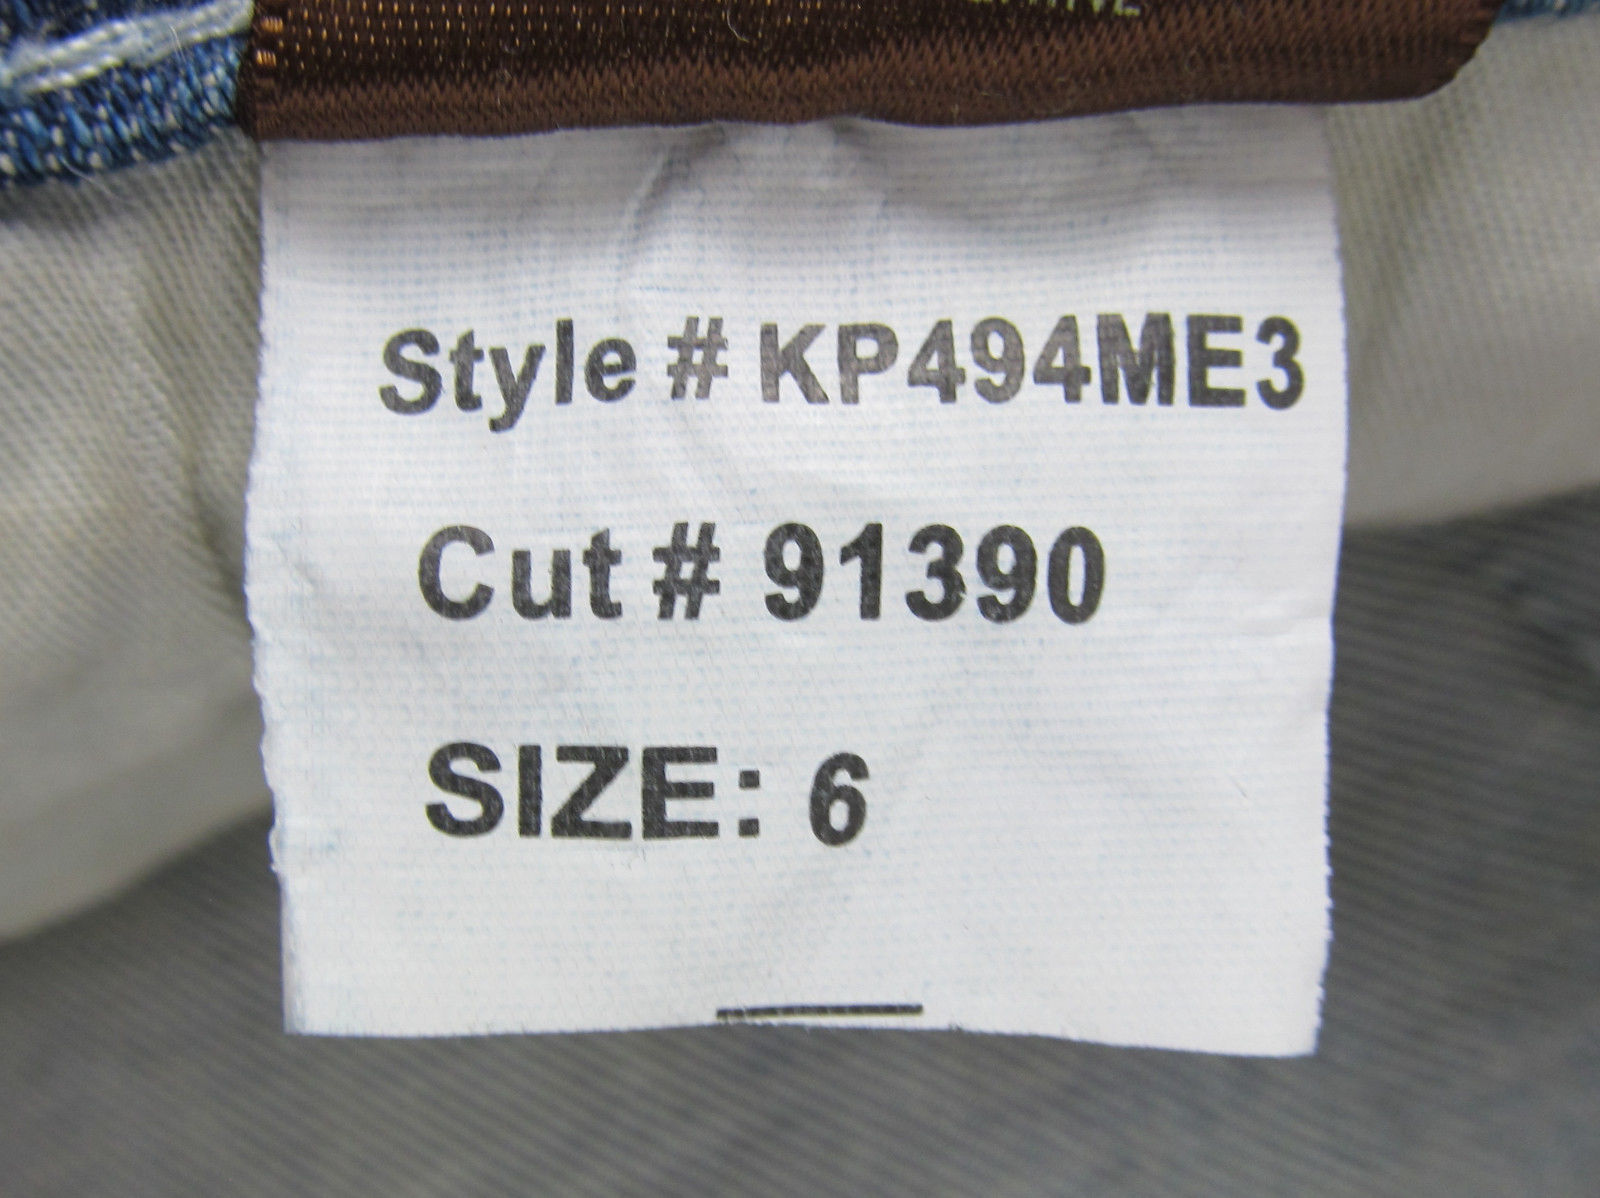 Style # KP494ME3
Cut # 91390
SIZE: 6